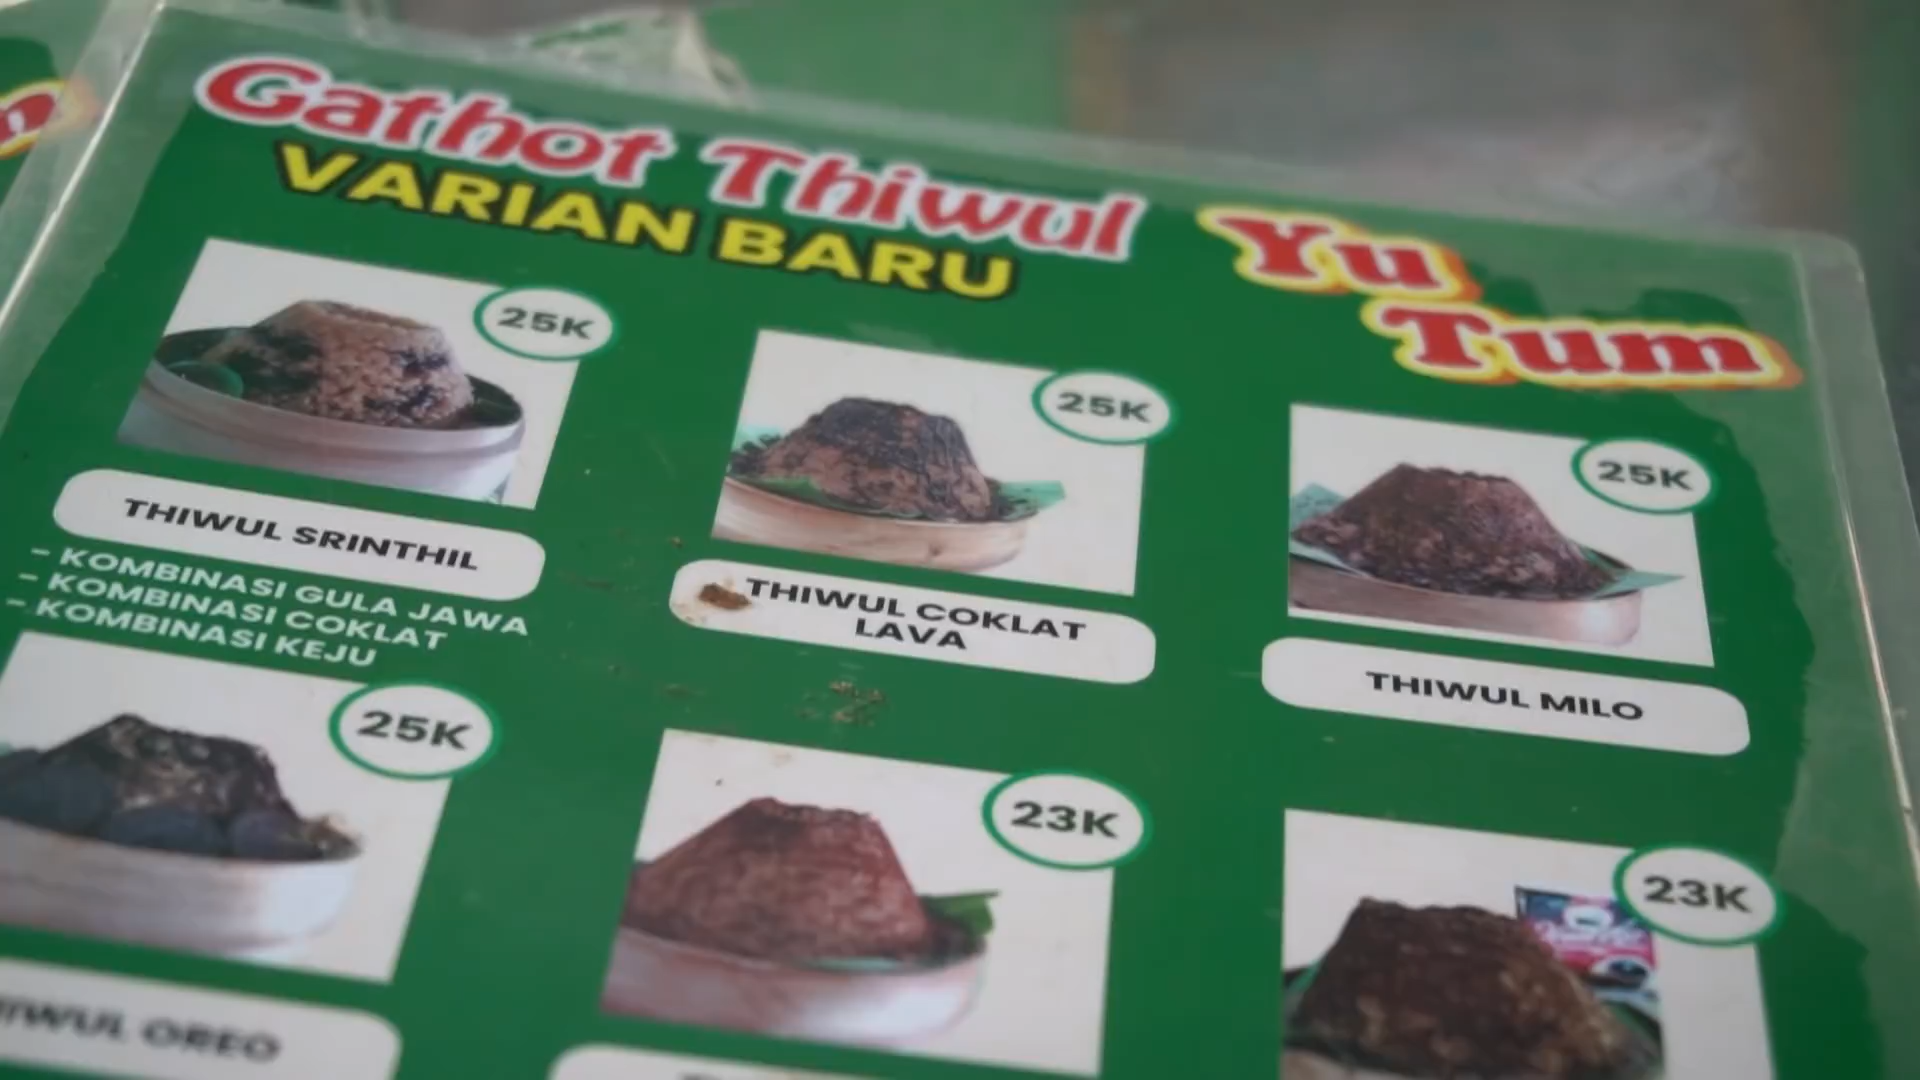 Gathot Thiwul
VARIAN BARU
Yu
Tum
25K
25K
25K
THIWUL SRINTHIL
- KOMBINASI GULA JAWA
- KOMBINASI COKLAT
- KOMBINASI KEJU
THIWUL COKLAT
LAVA
THIWUL MILO
25K
23K
23K
OREO